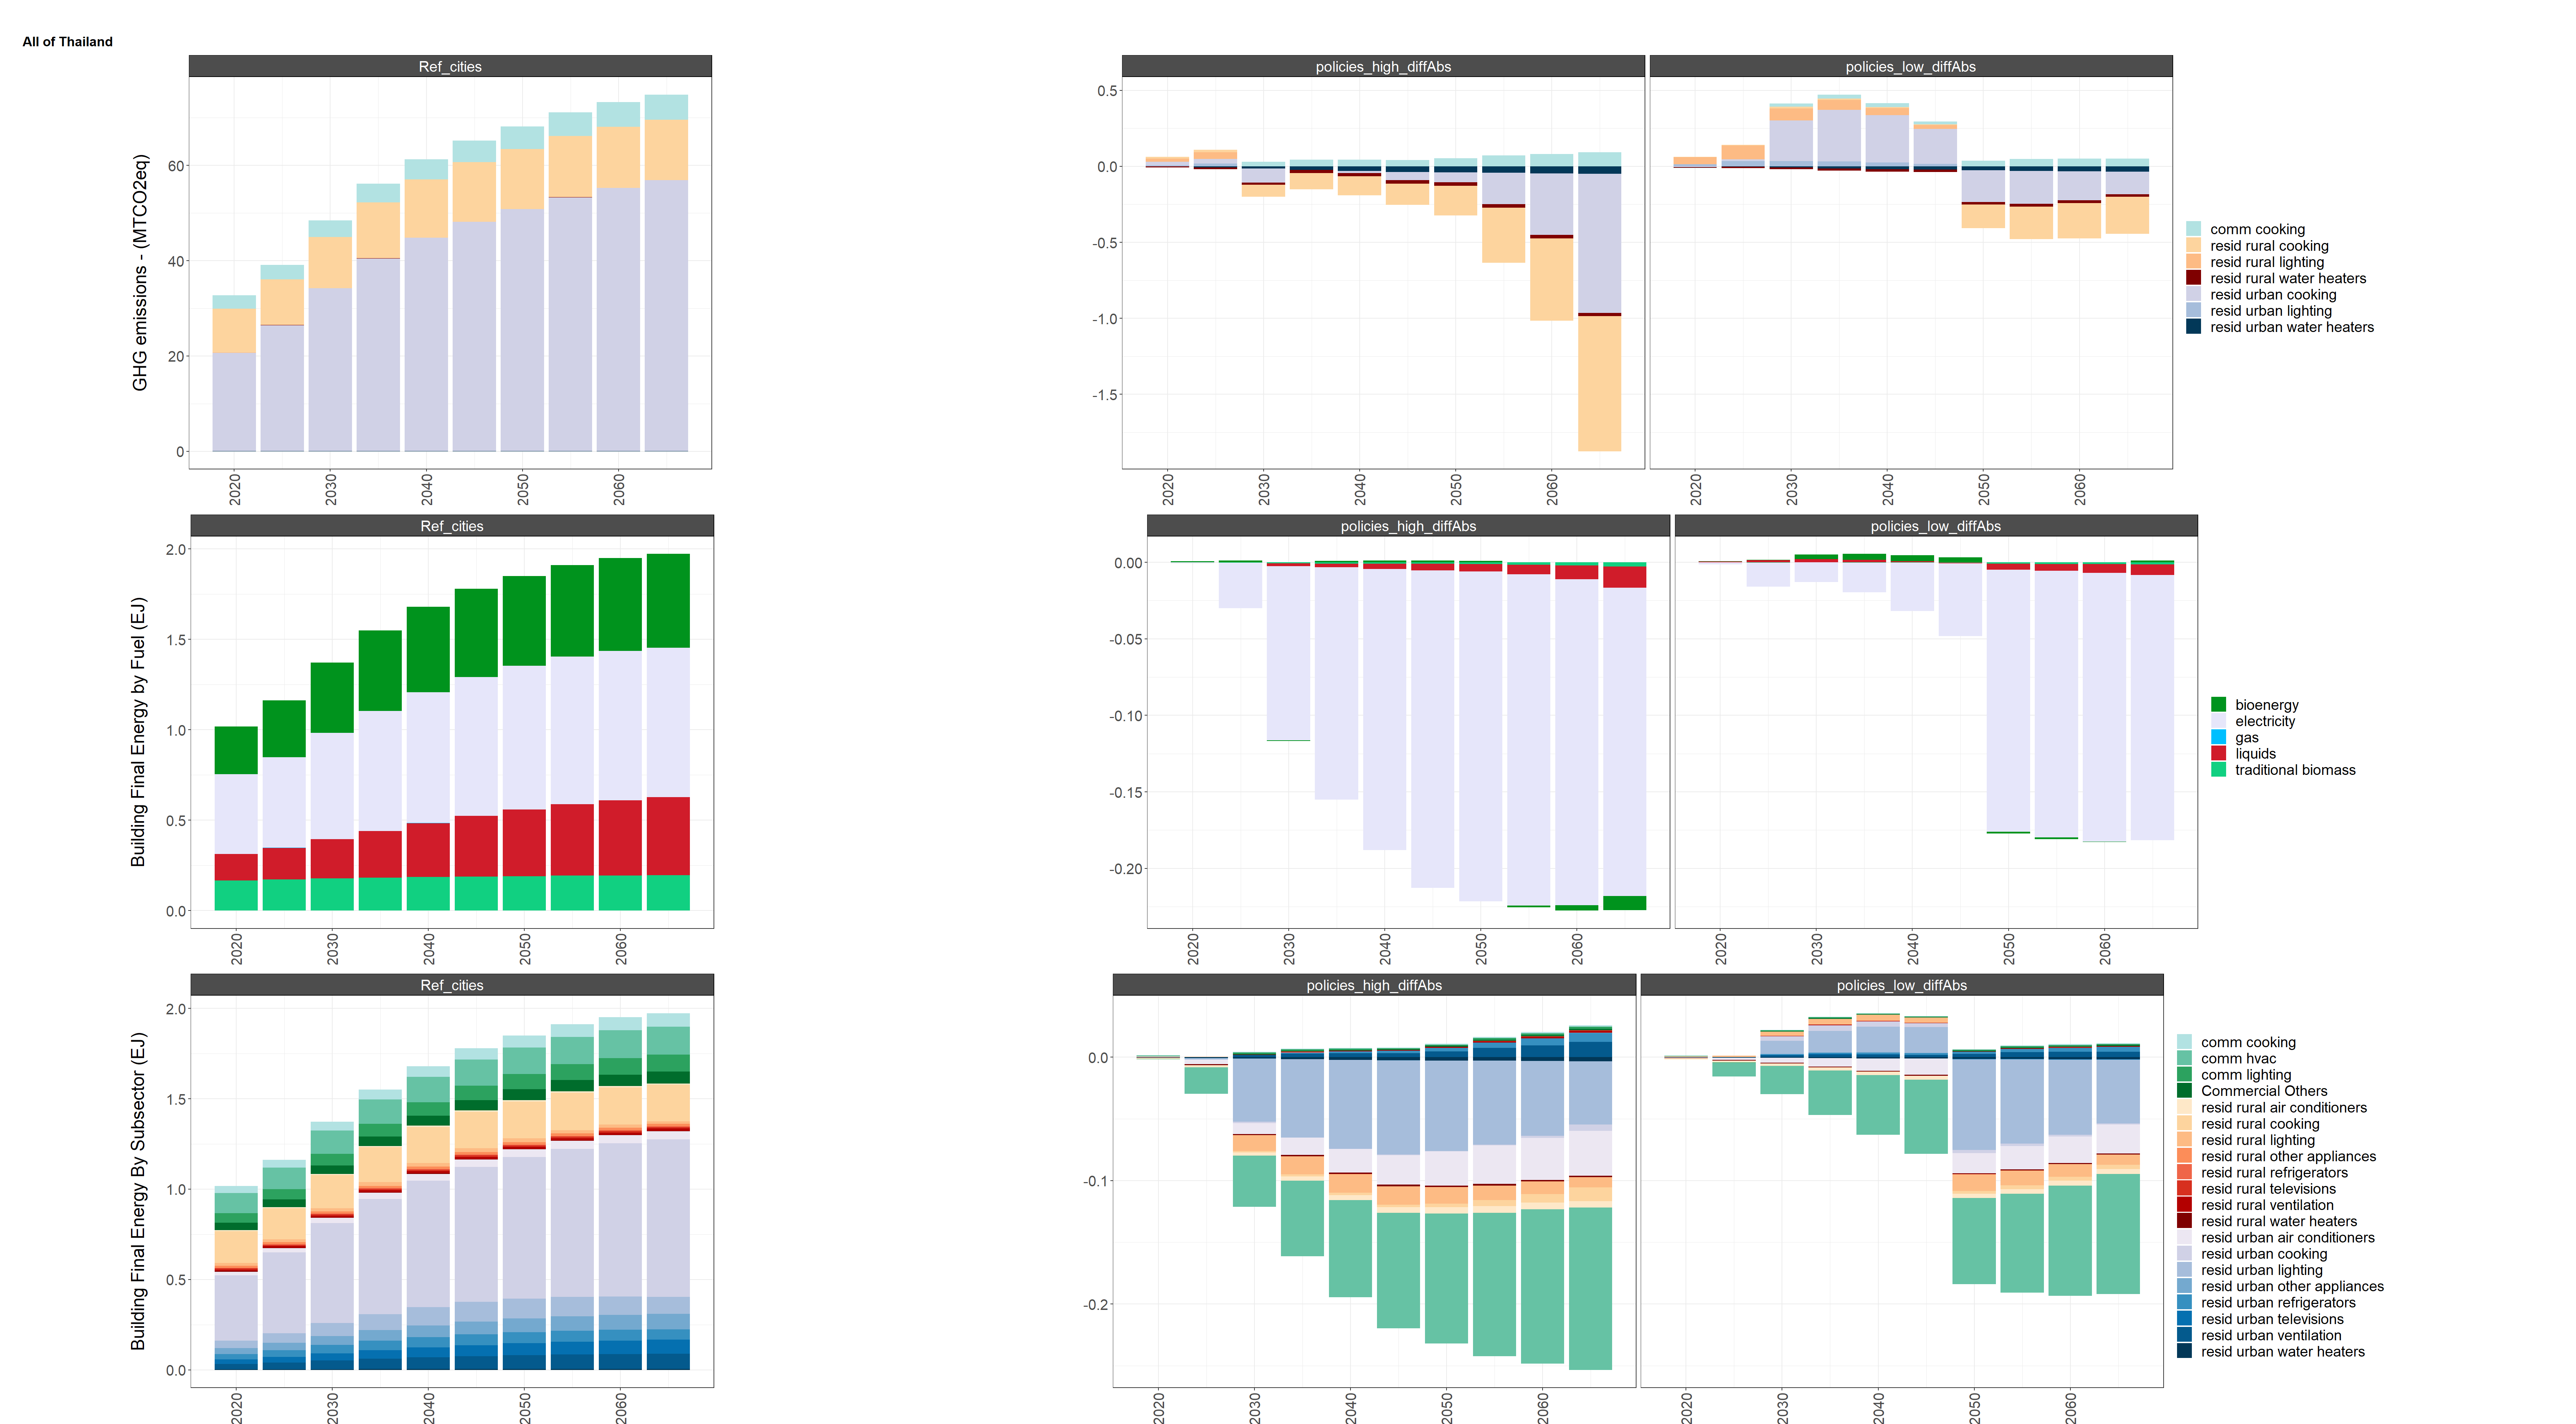 All of Thailand
Ref_cities
policies_high_diffAbs
policies_low_diffAbs
GHG emissions - (MTCO2eq)
60
40
20
0
0.5
0.0
-0.5
-1.0
-1.5
2020
2030
2040
2050
2060
2020
2030
2040
2050
2060
2020
2030
2040
2050
2060
comm cooking
resid rural cooking
resid rural lighting
resid rural water heaters
resid urban cooking
resid urban lighting
resid urban water heaters
Ref_cities
policies_high_diffAbs
policies_low_diffAbs
Building Final Energy by Fuel (EJ)
2.0
1.5
1.0
0.5
0.0
0.00
-0.05
-0.10
-0.15
-0.20
2020
2030
2040
2050
2060
2020
2030
2040
2050
2060
2020
2030
2040
2050
2060
bioenergy
electricity
gas
liquids
traditional biomass
Ref_cities
policies_high_diffAbs
policies_low_diffAbs
Building Final Energy By Subsector (EJ)
2.0
1.5
1.0
0.5
0.0
0.0
-0.1
-0.2
2020
2030
2040
2050
2060
2020
2030
2040
2050
2060
2020
2030
2040
2050
2060
comm cooking
comm hvac
comm lighting
Commercial Others
resid rural air conditioners
resid rural cooking
resid rural lighting
resid rural other appliances
resid rural refrigerators
resid rural televisions
resid rural ventilation
resid rural water heaters
resid urban air conditioners
resid urban cooking
resid urban lighting
resid urban other appliances
resid urban refrigerators
resid urban televisions
resid urban ventilation
resid urban water heaters